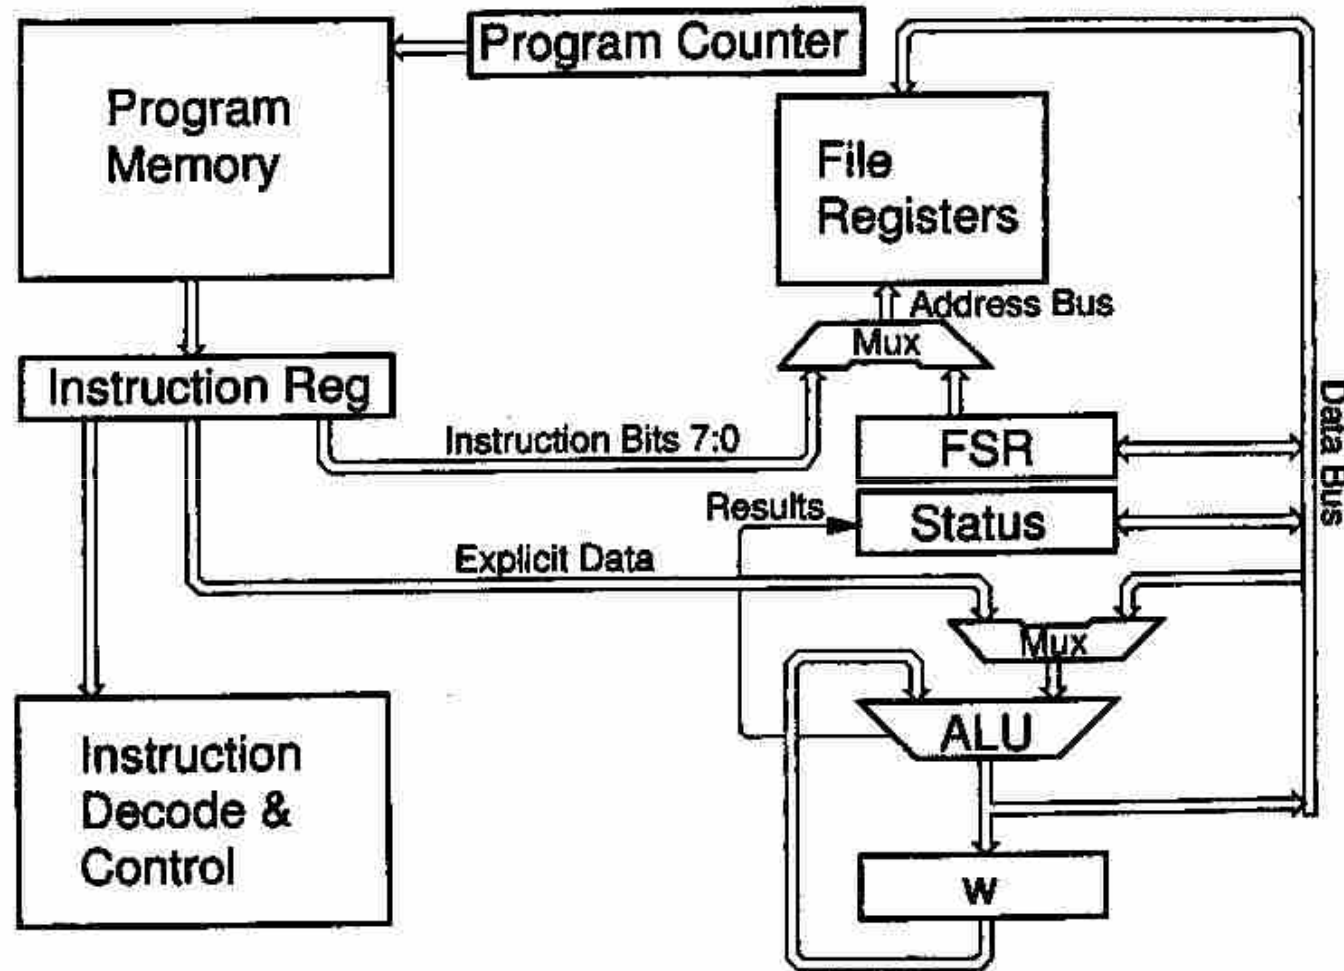 Program Counter
Program
Memory
File
Registers
Address Bus
Mux
Instruction Reg
Instruction Bits 7:0
FSR
Data Bus
Results
Status
Explicit Data
Mux
ALU
Instruction
Decode &
Control
W